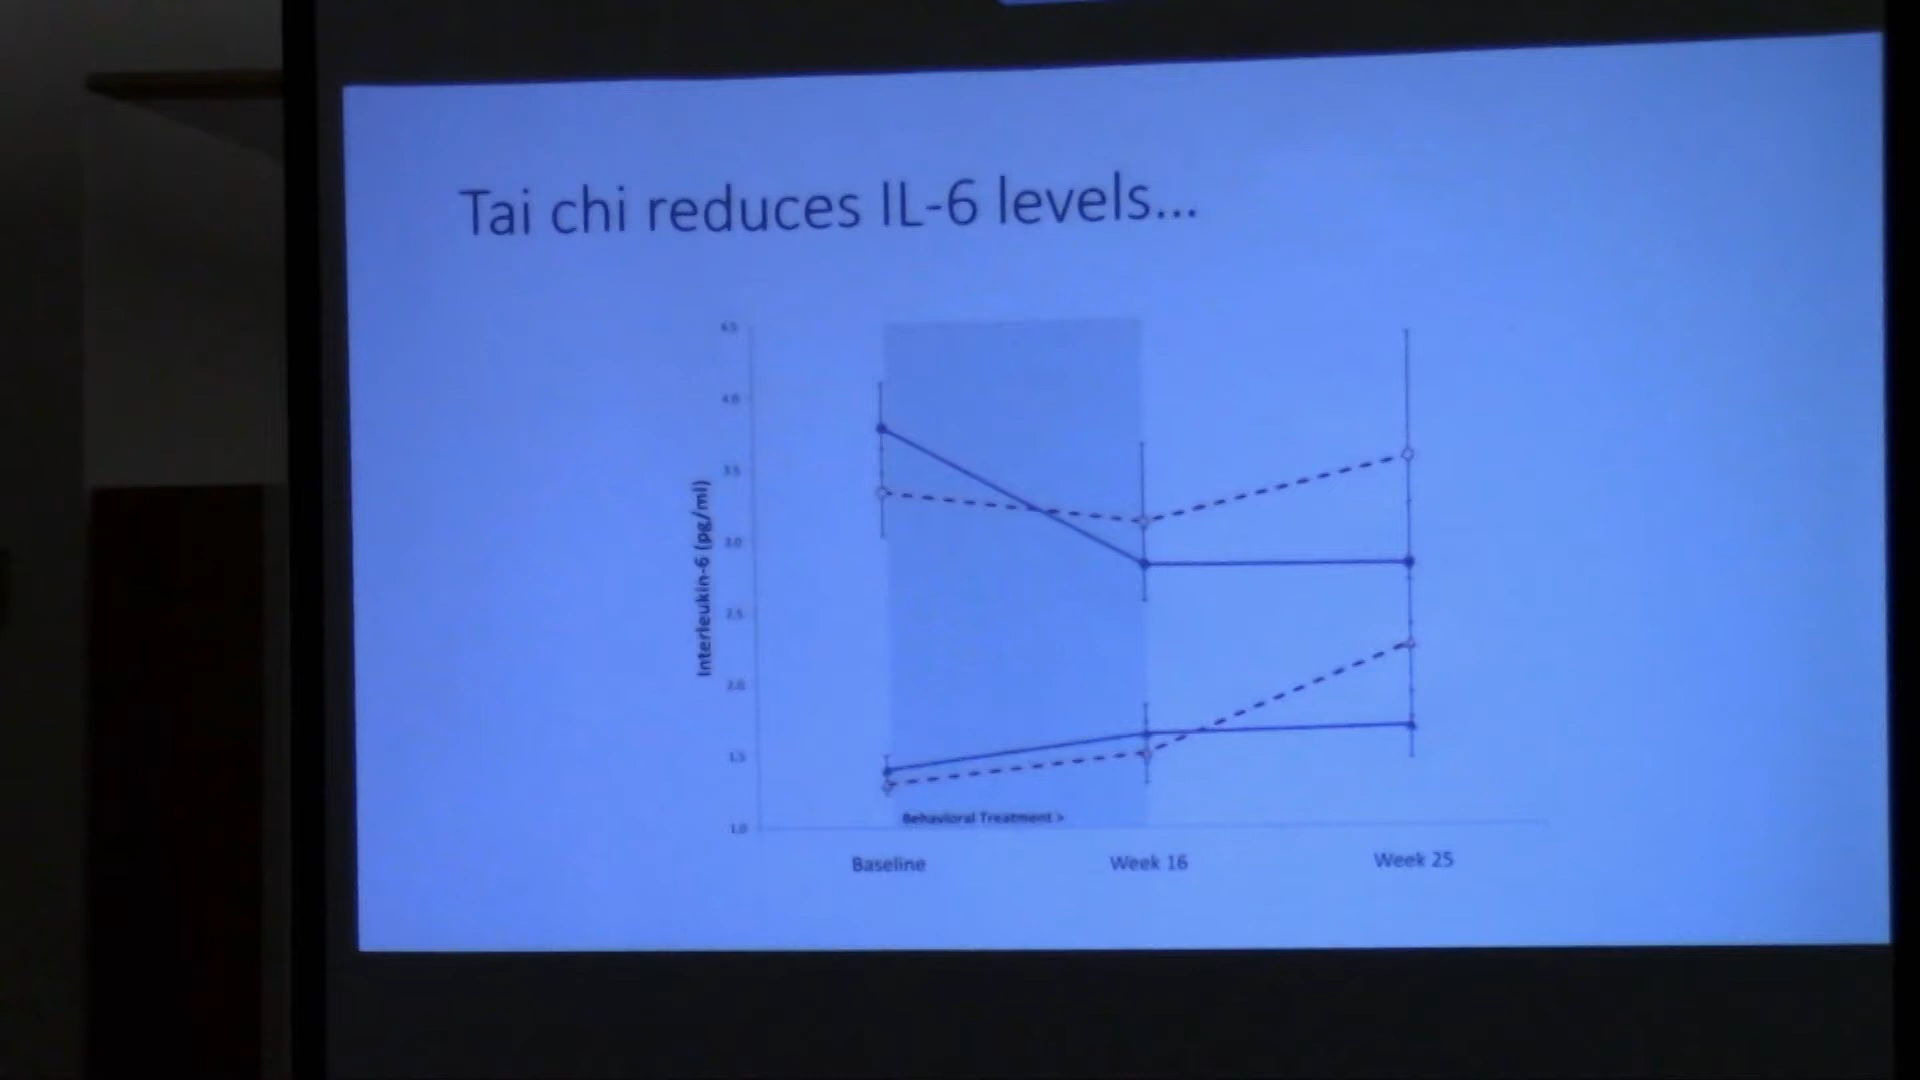 Tai chi reduces IL-6 levels...
Interleukin-6 (pg/ml)
4.5
4.0
3.5
3.0
2.5
2.0
1.5
1.0
Behavioral Treatment >
Baseline
Week 16
Week 25